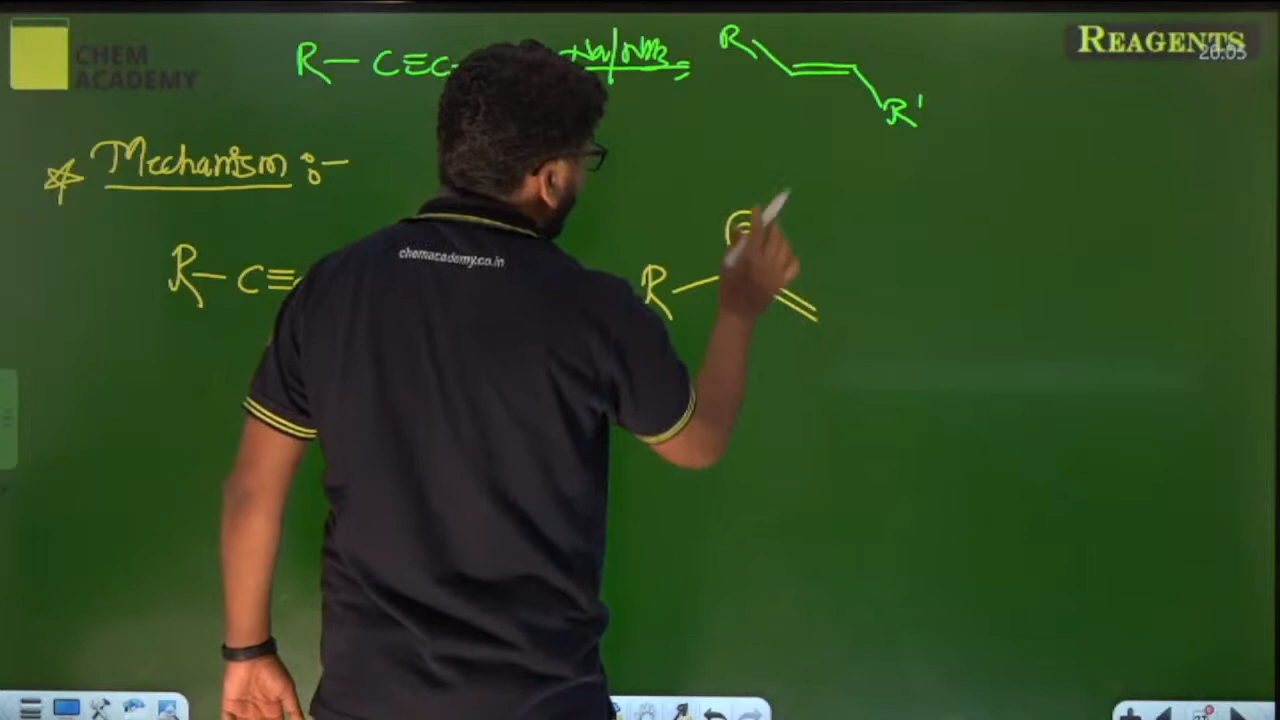 REAGENTS
20:05
CHEM
ACADEMY
R—C≡C Na/NH₃ R R'
Mechanism :-
chemacademy.co.in
R—C≡ R